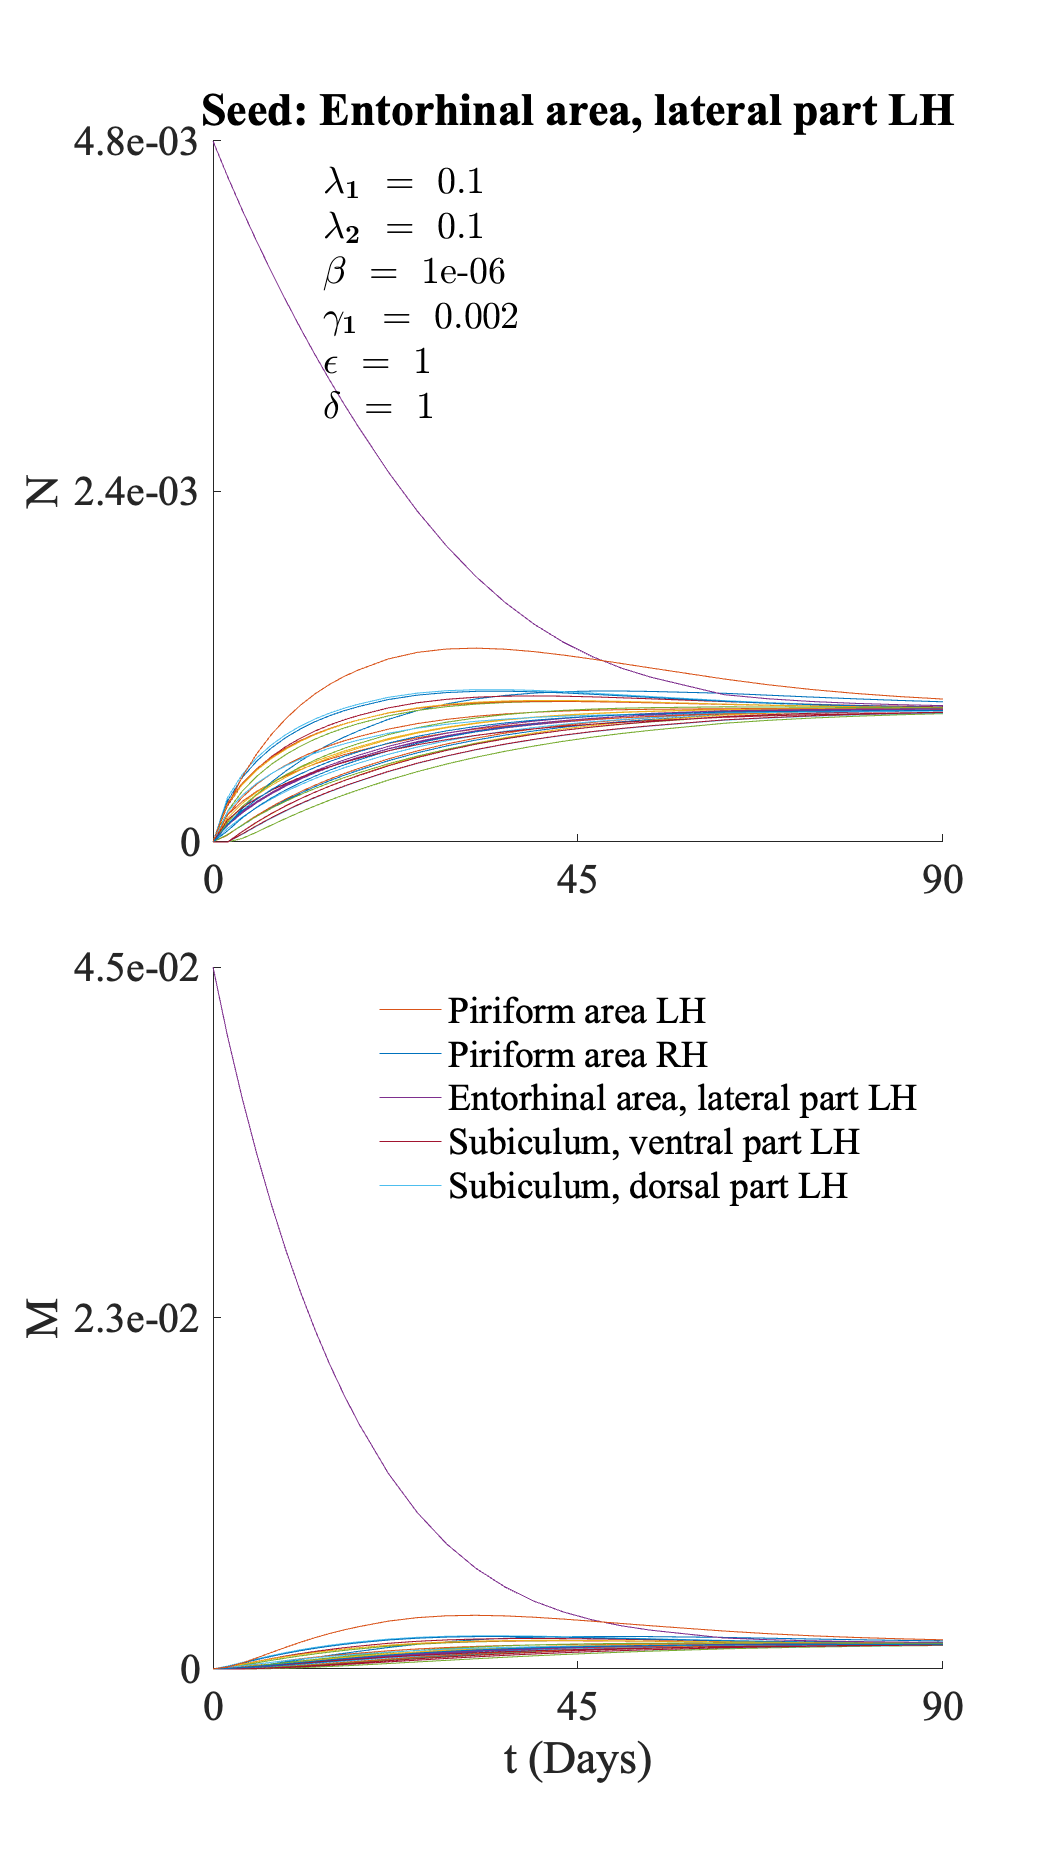 Seed: Entorhinal area, lateral part LH
4.8e-03
λ₁ = 0.1
λ₂ = 0.1
β = 1e-06
γ₁ = 0.002
ϵ = 1
δ = 1
N 2.4e-03
0
0 45 90
4.5e-02
Piriform area LH
Piriform area RH
Entorhinal area, lateral part LH
Subiculum, ventral part LH
Subiculum, dorsal part LH
M 2.3e-02
0
0 45 90
t (Days)